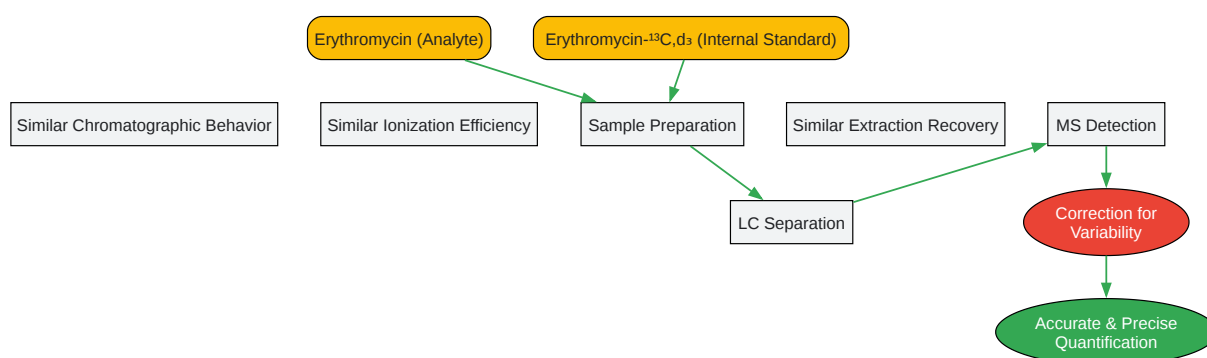 Erythromycin (Analyte)
Erythromycin-¹³C,d₃ (Internal Standard)
Similar Chromatographic Behavior
Similar Ionization Efficiency
Sample Preparation
Similar Extraction Recovery
MS Detection
LC Separation
Correction for
Variability
Accurate & Precise
Quantification